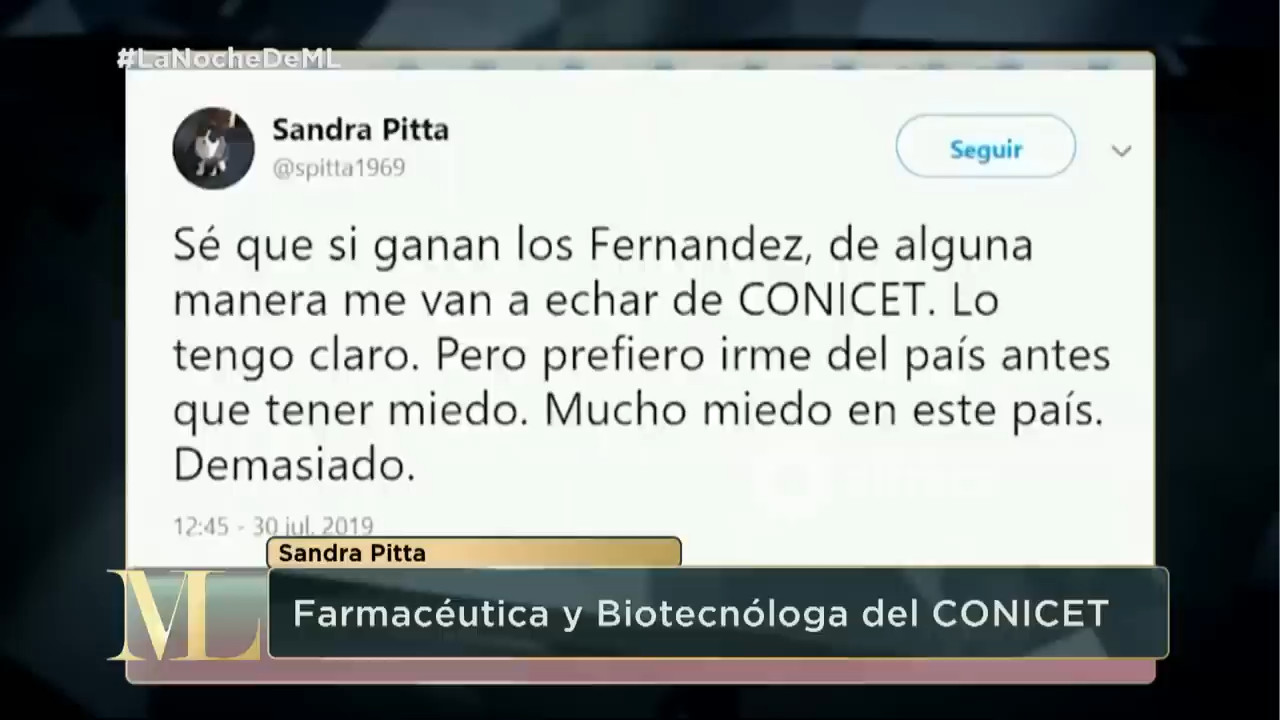 #LaNocheDeML
Sandra Pitta
@spitta1969
Seguir
Sé que si ganan los Fernandez, de alguna
manera me van a echar de CONICET. Lo
tengo claro. Pero prefiero irme del país antes
que tener miedo. Mucho miedo en este país.
Demasiado.
12:45 - 30 jul. 2019
Sandra Pitta
ML
Farmacéutica y Biotecnóloga del CONICET